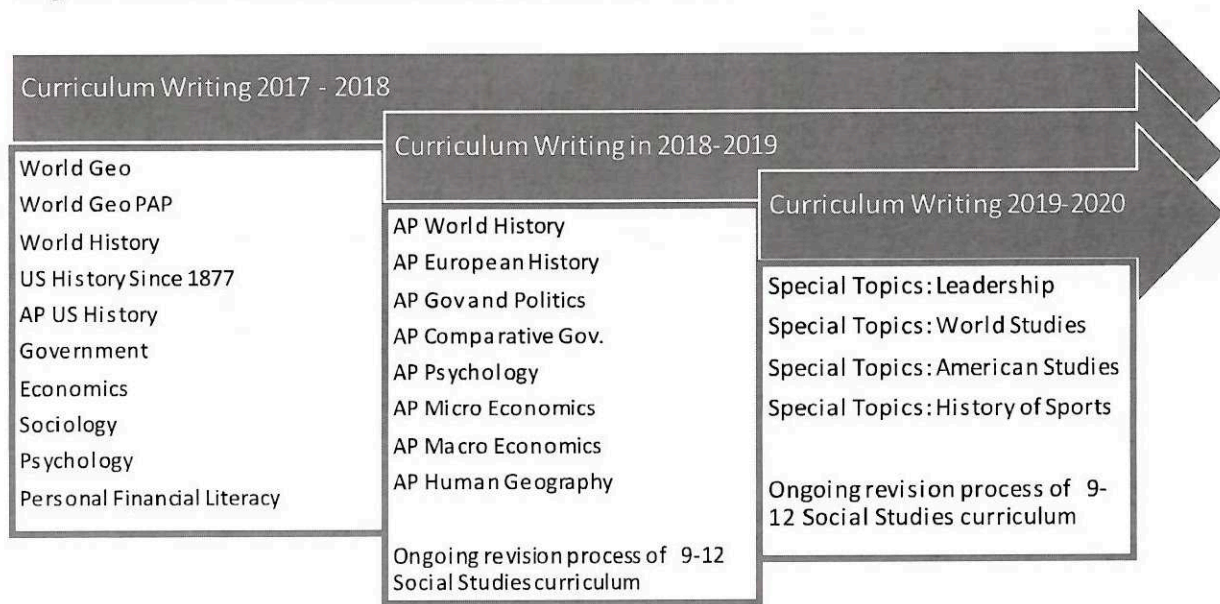 Curriculum Writing 2017 - 2018
World Geo
World Geo PAP
World History
US History Since 1877
AP US History
Government
Economics
Sociology
Psychology
Personal Financial Literacy
Curriculum Writing in 2018-2019
AP World History
AP European History
AP Gov and Politics
AP Comparative Gov.
AP Psychology
AP Micro Economics
AP Macro Economics
AP Human Geography
Ongoing revision process of 9-12
Social Studies curriculum
Curriculum Writing 2019-2020
Special Topics: Leadership
Special Topics: World Studies
Special Topics: American Studies
Special Topics: History of Sports
Ongoing revision process of 9-
12 Social Studies curriculum